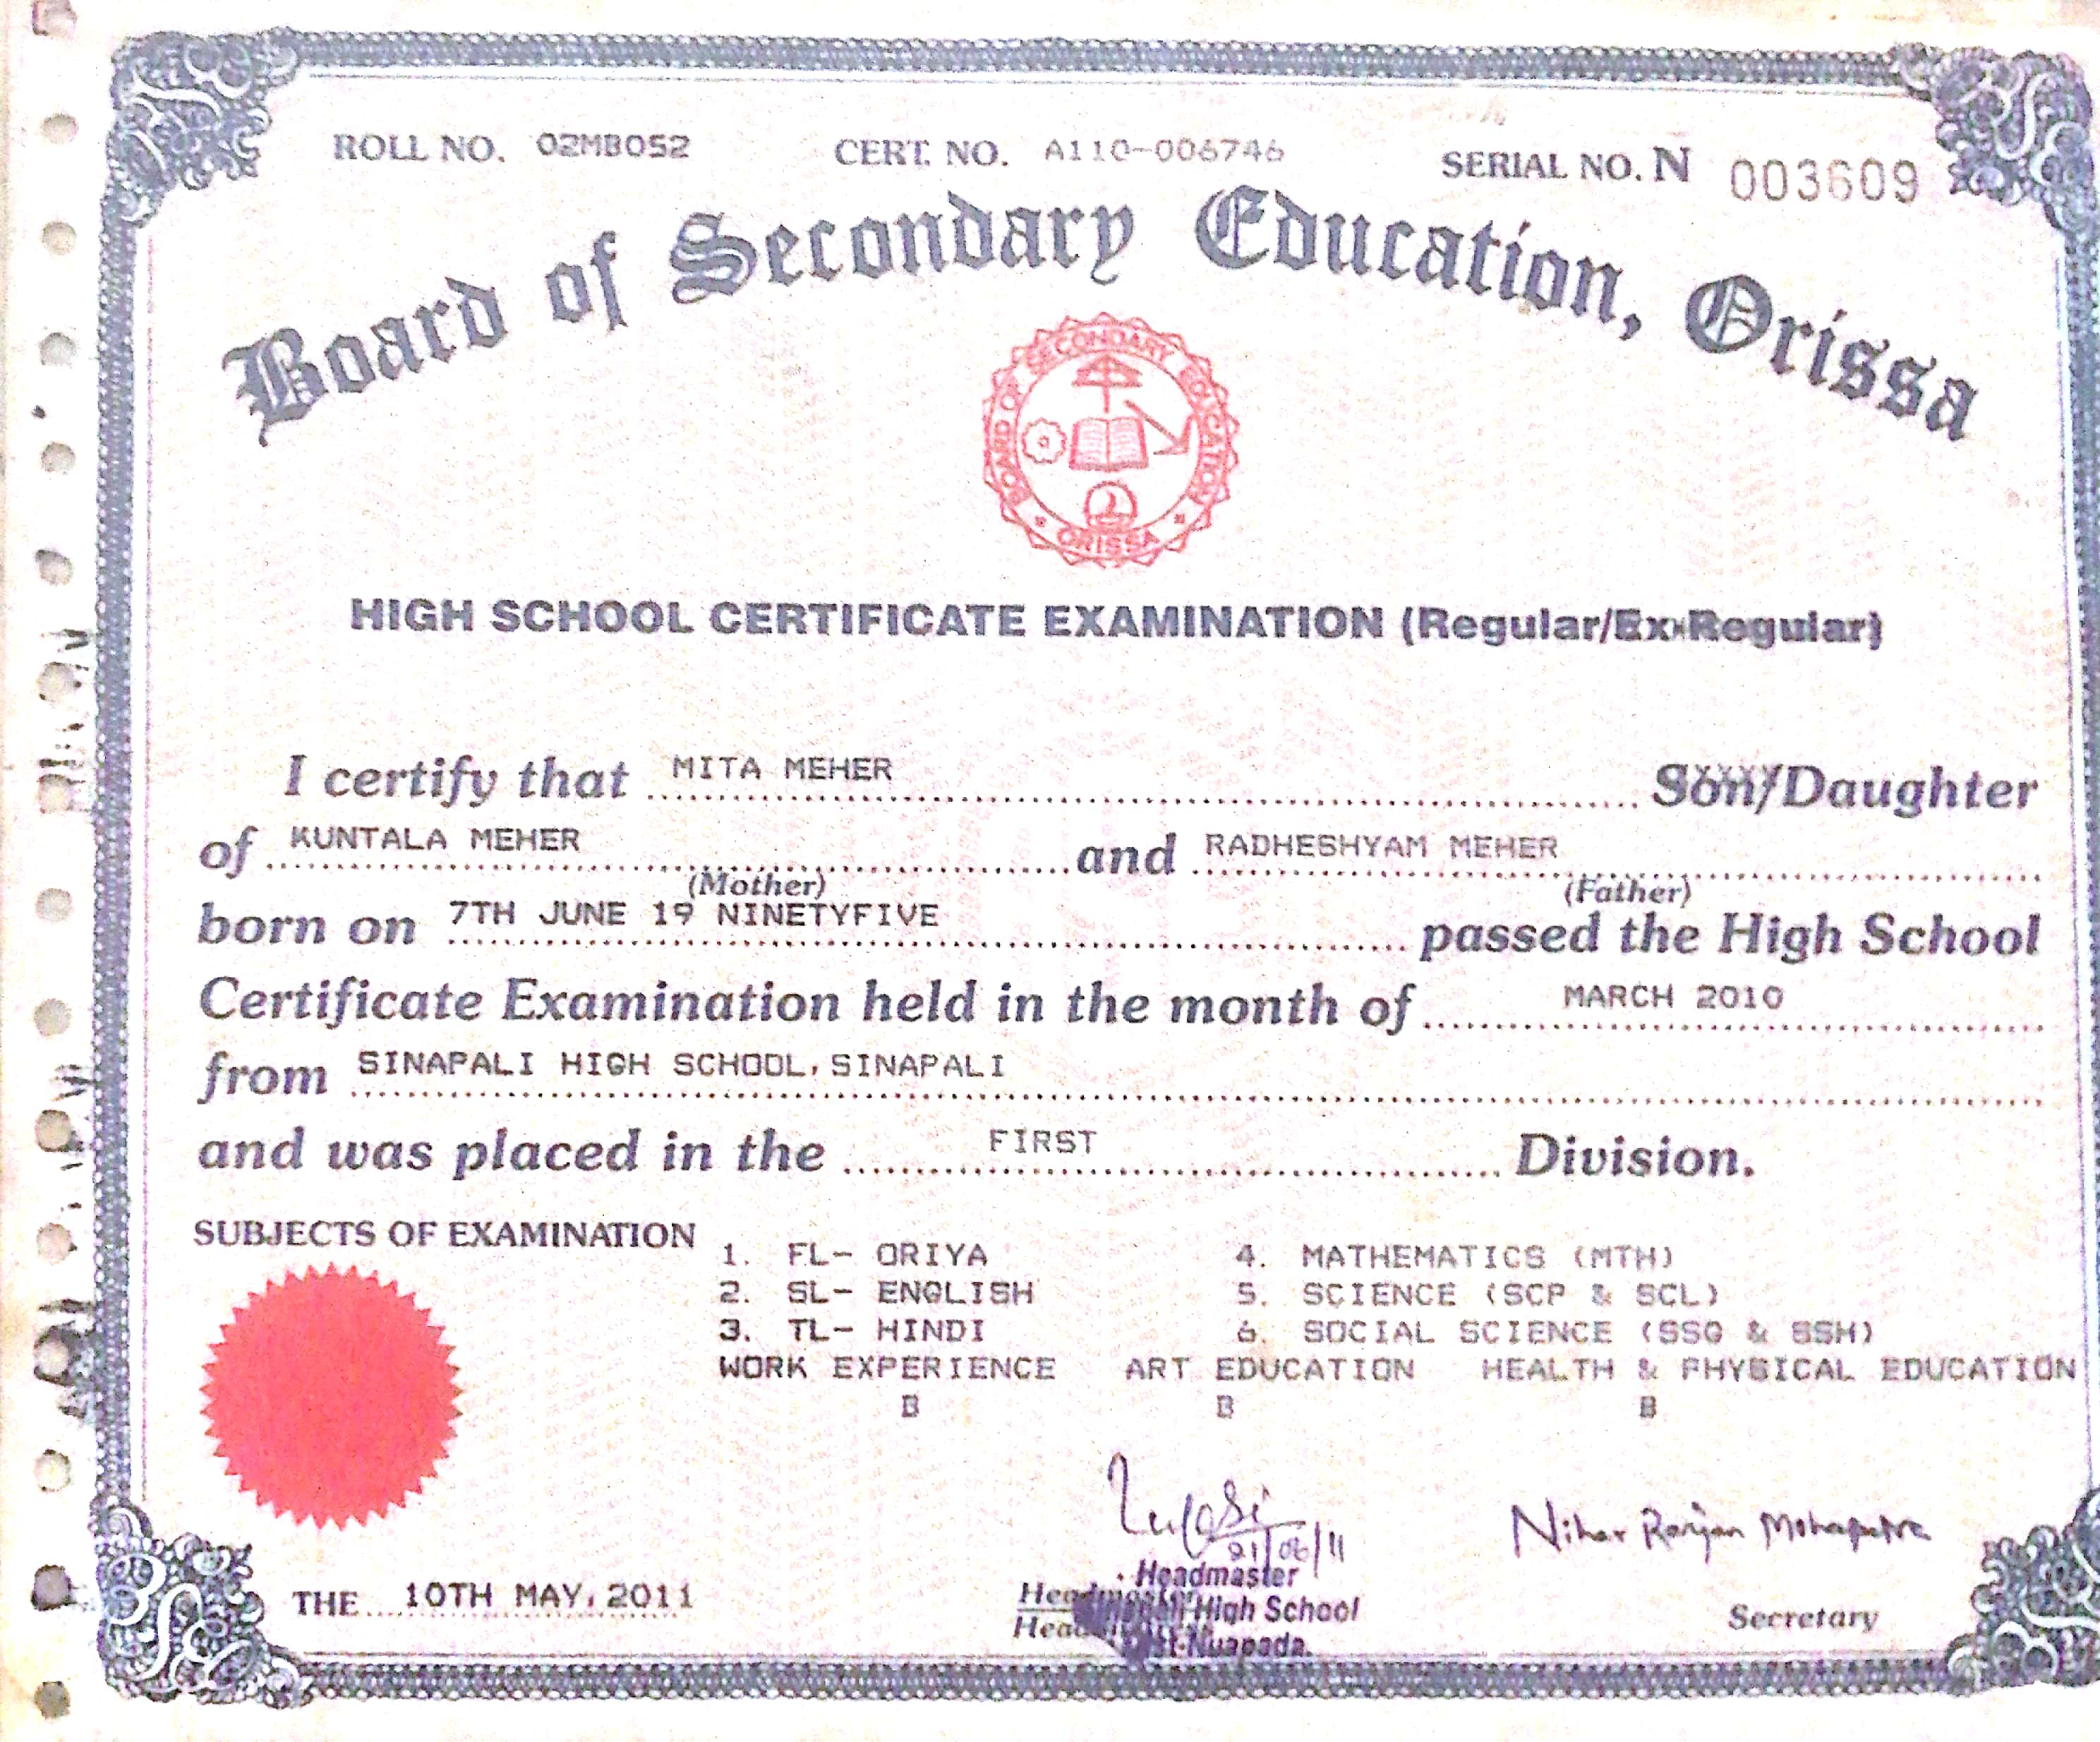 ROLL NO. 02MB052 CERT. NO. A110-006746 SERIAL NO. N 003609
Board of Secondary Education, Orissa
BOARD OF SECONDARY EDUCATION
ORISSA
HIGH SCHOOL CERTIFICATE EXAMINATION (Regular/Ex-Regular)
I certify that MITA MEHER Son/Daughter
of KUNTALA MEHER and RADHESHYAM MEHER
(Mother) (Father)
born on 7TH JUNE 19 NINETYFIVE passed the High School
Certificate Examination held in the month of MARCH 2010
from SINAPALI HIGH SCHOOL, SINAPALI
and was placed in the FIRST Division.
SUBJECTS OF EXAMINATION
1. FL- ORIYA 4. MATHEMATICS (MTH)
2. SL- ENGLISH 5. SCIENCE (SCP & SCL)
3. TL- HINDI 6. SOCIAL SCIENCE (SSG & SSH)
WORK EXPERIENCE ART EDUCATION HEALTH & PHYSICAL EDUCATION
B B B
21/06/11 Nihar Ranjan Mohapatra
Headmaster
High School
Nuapada.
THE 10TH MAY, 2011 Secretary